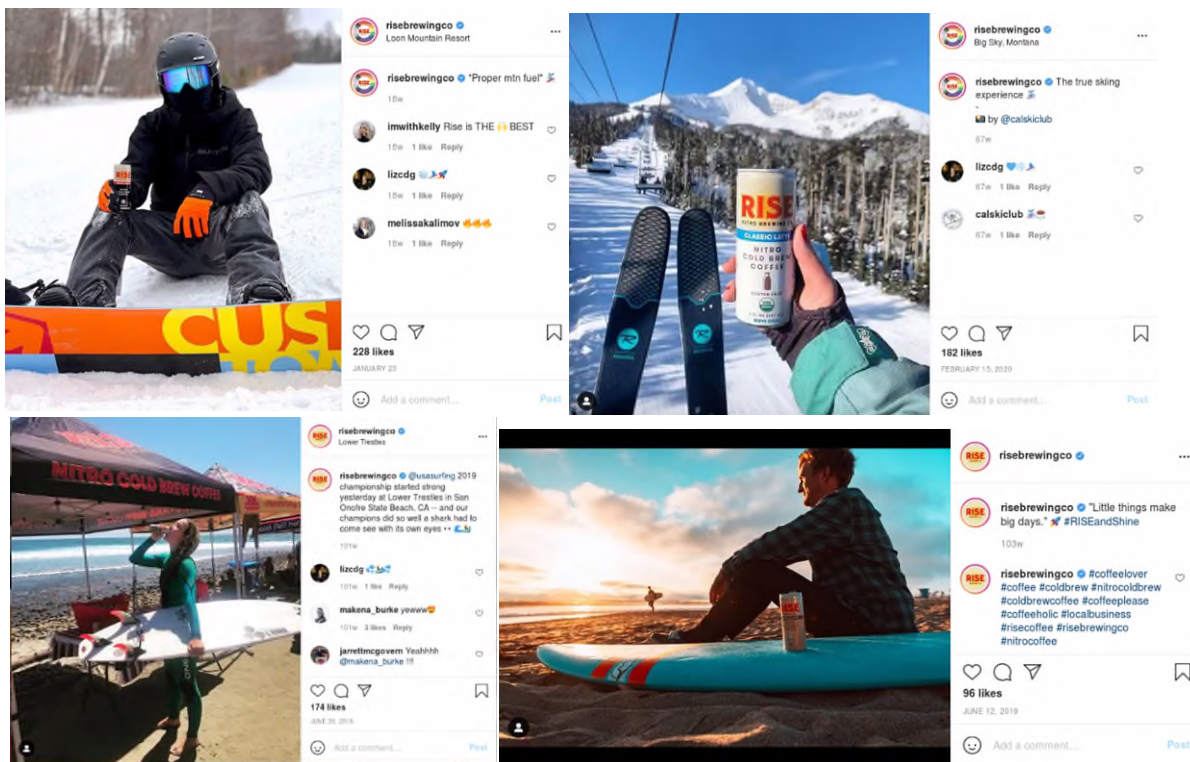 risebrewingco
Loon Mountain Resort
risebrewingco "Proper mtn fuel"
18w
imwithkelly Rise is THE 🙌 BEST
18w 1 like Reply
lizcdg
18w 1 like Reply
melissakalimov 🔥🔥🔥
18w 1 like Reply
228 likes
JANUARY 23
Add a comment...
Post
RISE
CUS
risebrewingco
Big Sky, Montana
risebrewingco The true skiing
experience
-
📸 by @calskiclub
67w
lizcdg
67w 1 like Reply
calskiclub
67w 1 like Reply
182 likes
FEBRUARY 15, 2020
Add a comment...
Post
RISE
NITRO BREWING CO.
CLASSIC LATTE
NITRO
COLD BREW
COFFEE
risebrewingco
Lower Trestles
risebrewingco @usasurfing 2019
championship started strong
yesterday at Lower Trestles in San
Onofre State Beach, CA -- and our
champions did so well a shark had to
come see with its own eyes 👀
101w
lizcdg
101w 1 like Reply
makena_burke yewww😍
101w 3 likes Reply
jarrettmcgovern Yeahhhh
@makena_burke !!!
174 likes
Add a comment...
Post
NITRO COLD BREW COFFEE
risebrewingco
risebrewingco "Little things make
big days." 🚀 #RISEandShine
103w
risebrewingco #coffeelover
#coffee #coldbrew #nitrocoldbrew
#coldbrewcoffee #coffeeplease
#coffeeholic #localbusiness
#risecoffee #risebrewingco
#nitrocoffee
96 likes
JUNE 12, 2019
Add a comment...
Post
RISE